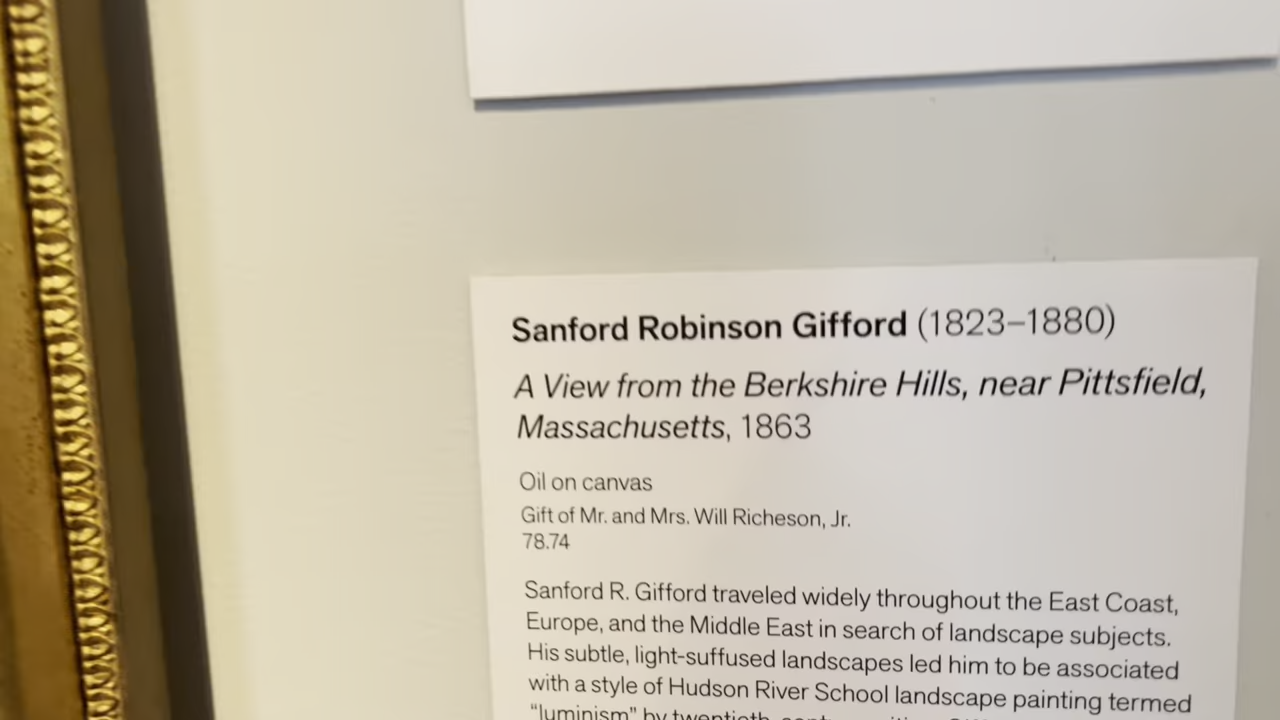 Sanford Robinson Gifford (1823–1880)
A View from the Berkshire Hills, near Pittsfield,
Massachusetts, 1863
Oil on canvas
Gift of Mr. and Mrs. Will Richeson, Jr.
78.74
Sanford R. Gifford traveled widely throughout the East Coast,
Europe, and the Middle East in search of landscape subjects.
His subtle, light-suffused landscapes led him to be associated
with a style of Hudson River School landscape painting termed
"luminism" by